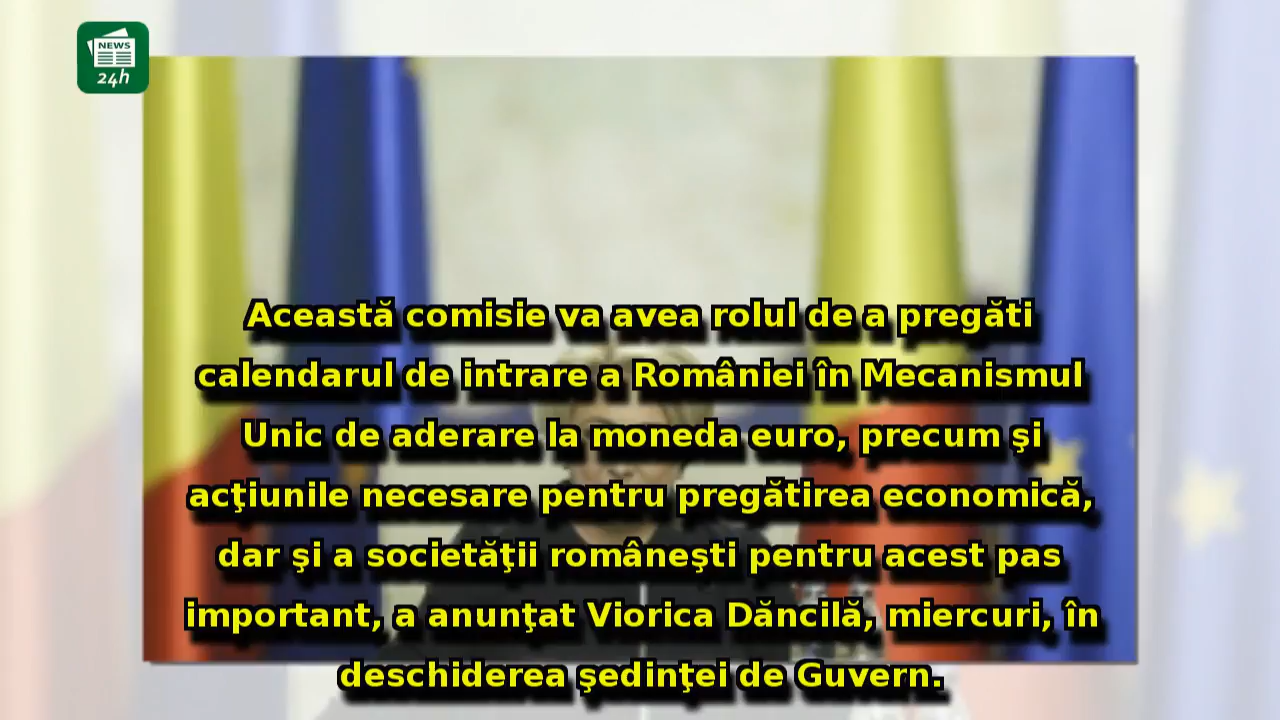 NEWS
24h
Această comisie va avea rolul de a pregăti
calendarul de intrare a României în Mecanismul
Unic de aderare la moneda euro, precum şi
acţiunile necesare pentru pregătirea economică,
dar şi a societăţii româneşti pentru acest pas
important, a anunţat Viorica Dăncilă, miercuri, în
deschiderea şedinţei de Guvern.